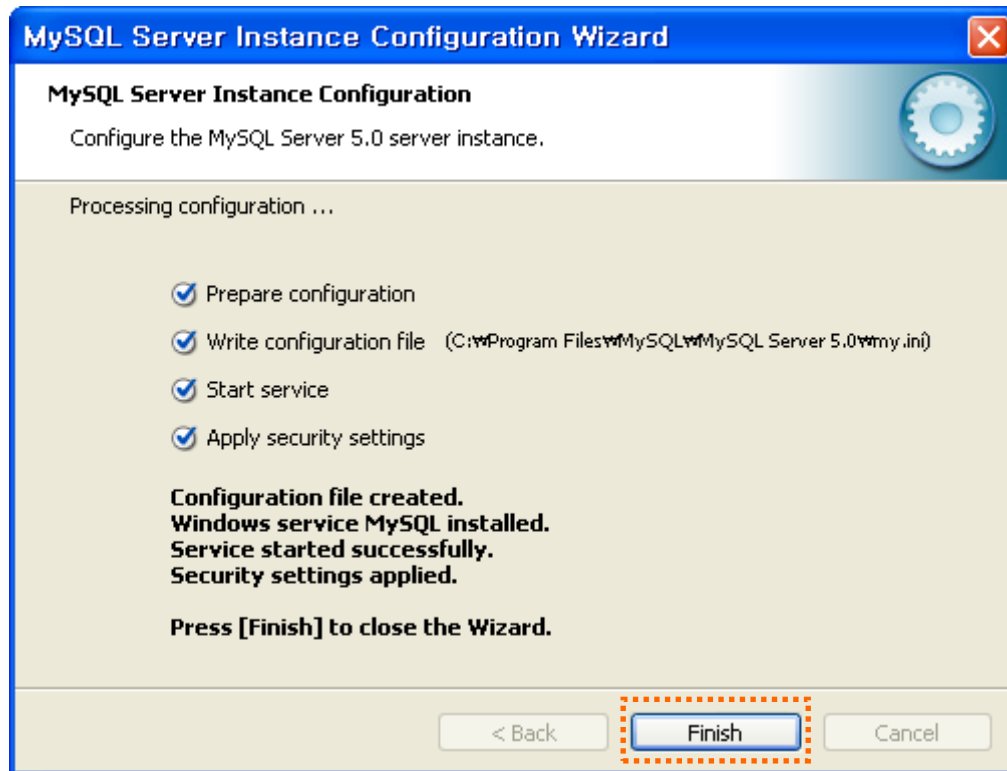 MySQL Server Instance Configuration Wizard
MySQL Server Instance Configuration
Configure the MySQL Server 5.0 server instance.
Processing configuration ...
Prepare configuration
Write configuration file (C:₩Program Files₩MySQL₩MySQL Server 5.0₩my.ini)
Start service
Apply security settings
Configuration file created.
Windows service MySQL installed.
Service started successfully.
Security settings applied.
Press [Finish] to close the Wizard.
< Back Finish Cancel